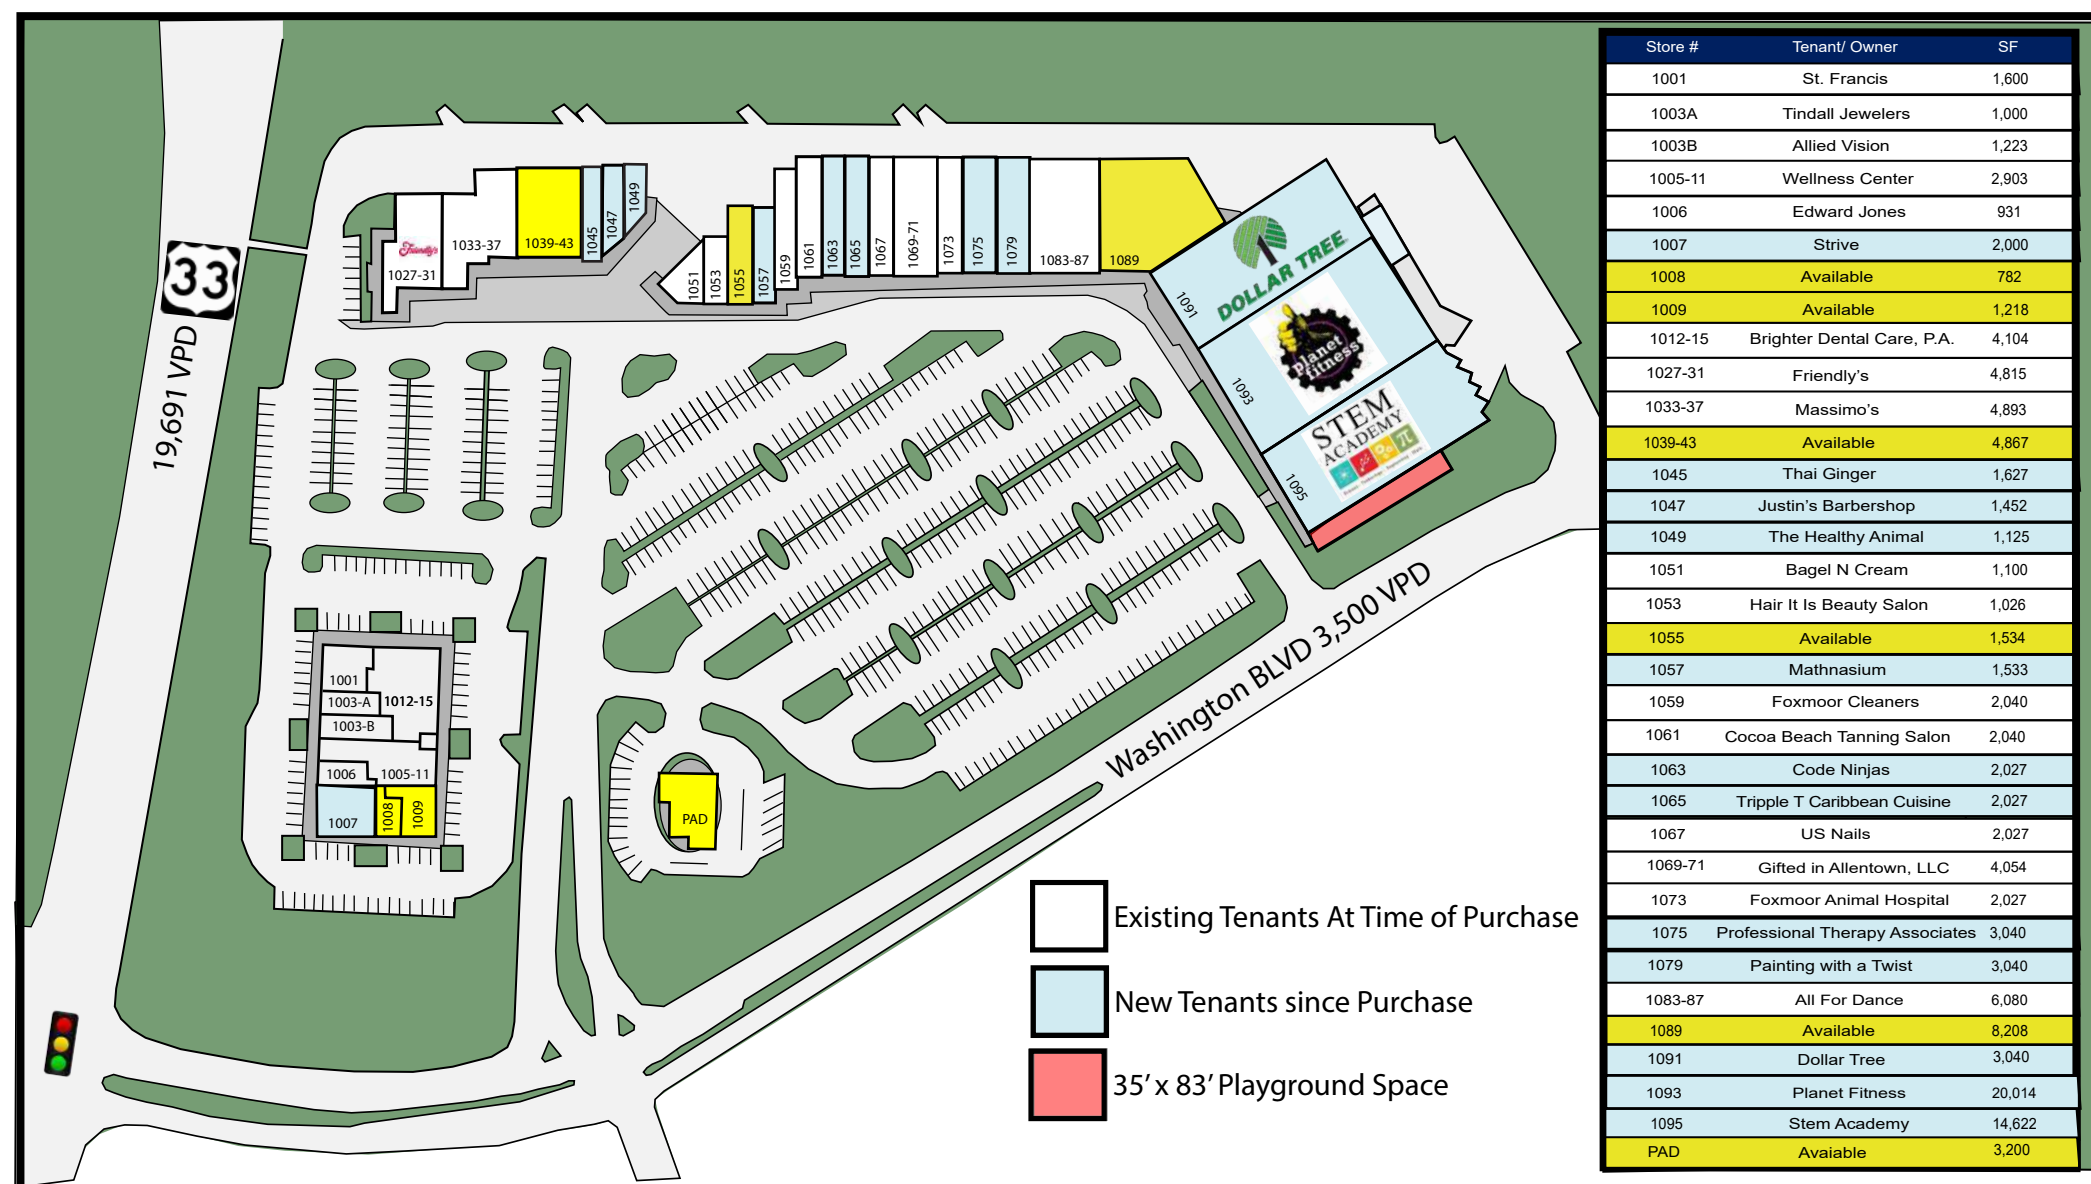 Store # Tenant/ Owner SF
1001 St. Francis 1,600
1003A Tindall Jewelers 1,000
1003B Allied Vision 1,223
1005-11 Wellness Center 2,903
1006 Edward Jones 931
1007 Strive 2,000
1008 Available 782
1009 Available 1,218
1012-15 Brighter Dental Care, P.A. 4,104
1027-31 Friendly's 4,815
1033-37 Massimo's 4,893
1039-43 Available 4,867
1045 Thai Ginger 1,627
1047 Justin's Barbershop 1,452
1049 The Healthy Animal 1,125
1051 Bagel N Cream 1,100
1053 Hair It Is Beauty Salon 1,026
1055 Available 1,534
1057 Mathnasium 1,533
1059 Foxmoor Cleaners 2,040
1061 Cocoa Beach Tanning Salon 2,040
1063 Code Ninjas 2,027
1065 Tripple T Caribbean Cuisine 2,027
1067 US Nails 2,027
1069-71 Gifted in Allentown, LLC 4,054
1073 Foxmoor Animal Hospital 2,027
1075 Professional Therapy Associates 3,040
1079 Painting with a Twist 3,040
1083-87 All For Dance 6,080
1089 Available 8,208
1091 Dollar Tree 3,040
1093 Planet Fitness 20,014
1095 Stem Academy 14,622
PAD Avaiable 3,200
33
19,691 VPD
Friendly's
1027-31
1033-37
1039-43
1045
1047
1049
1051
1053
1055
1057
1059
1061
1063
1065
1067
1069-71
1073
1075
1079
1083-87
1089
1091
DOLLAR TREE
1093
planet
fitness
1095
STEM
ACADEMY
π
1001
1003-A
1012-15
1003-B
1006
1005-11
1007
1008
1009
PAD
Washington BLVD 3,500 VPD
Existing Tenants At Time of Purchase
New Tenants since Purchase
35' x 83' Playground Space